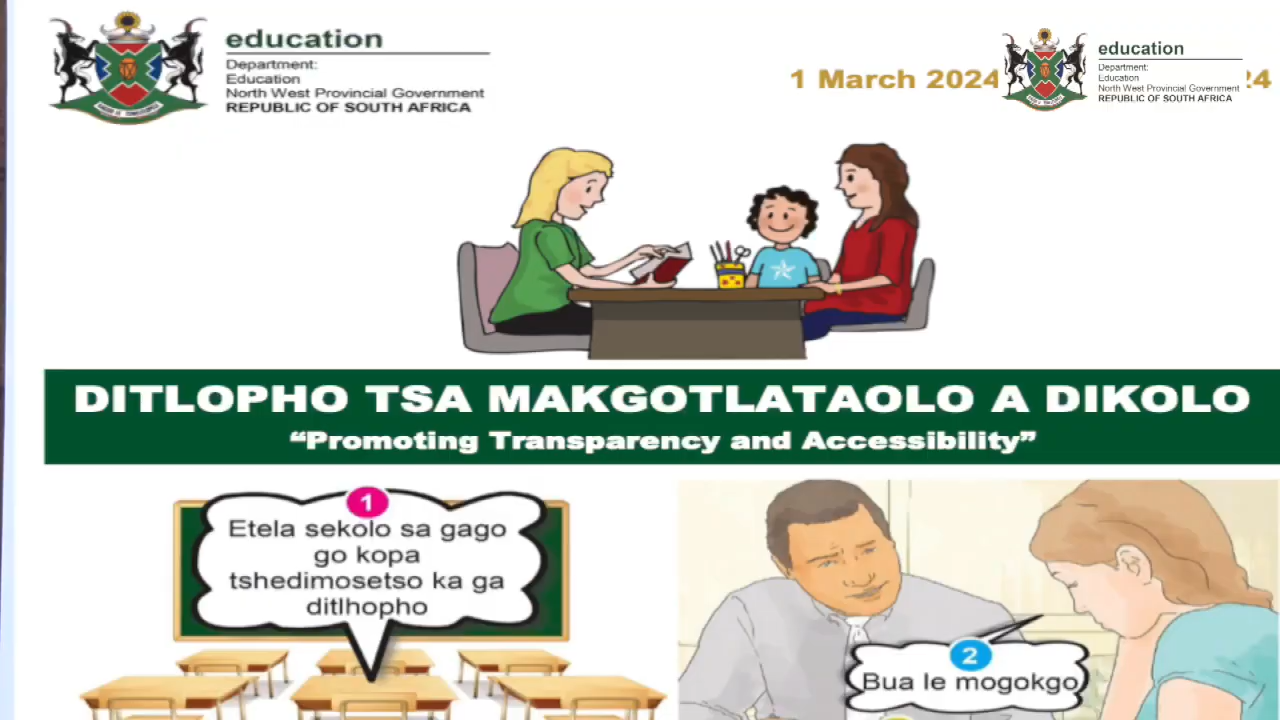 education
Department:
Education
North West Provincial Government
REPUBLIC OF SOUTH AFRICA
1 March 2024
24
education
Department:
Education
North West Provincial Government
REPUBLIC OF SOUTH AFRICA
DITLOPHO TSA MAKGOTLATAOLO A DIKOLO
“Promoting Transparency and Accessibility”
1
Etela sekolo sa gago
go kopa
tshedimosetso ka ga
ditlhopho
2
Bua le mogokgo